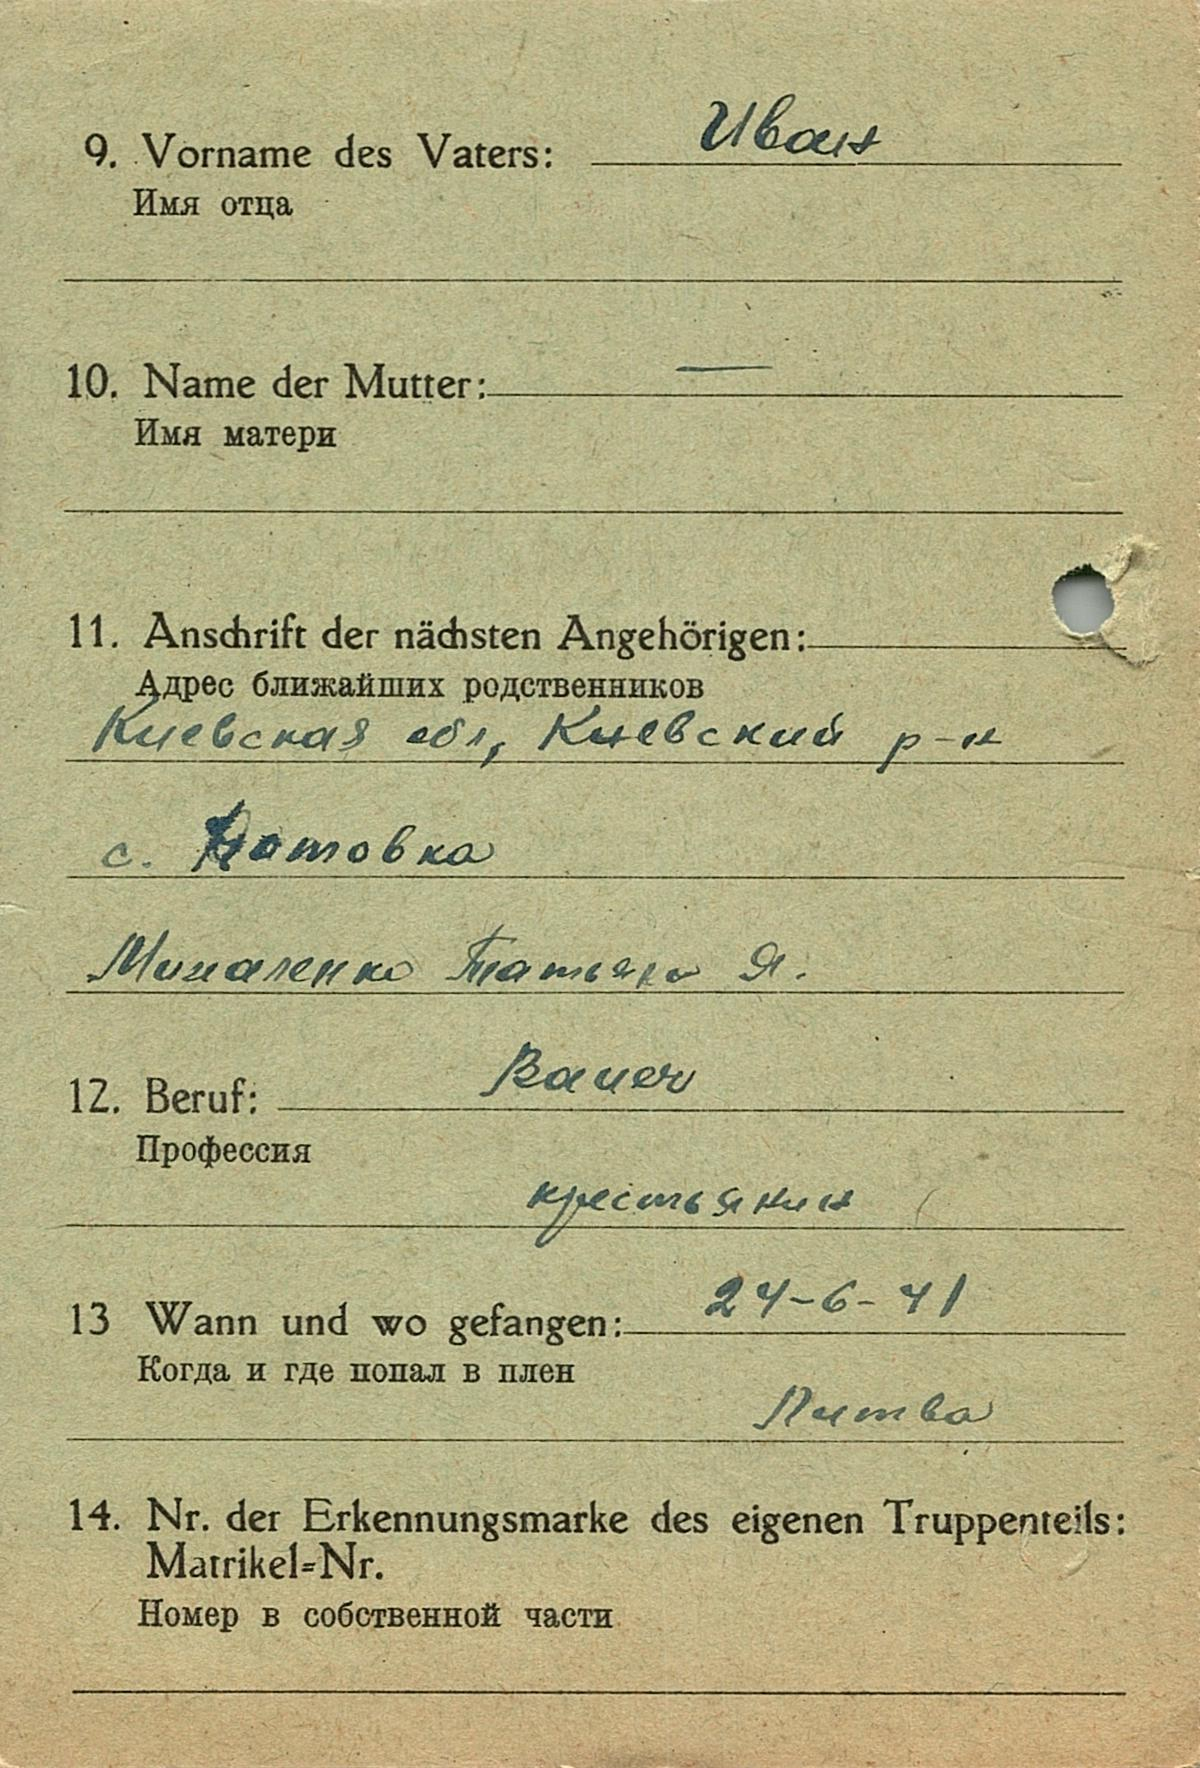 9. Vorname des Vaters: Иван
Имя отца
10. Name der Mutter: —
Имя матери
11. Anschrift der nächsten Angehörigen:
Адрес ближайших родственников
Киевская обл, Киевский р-н
с.
Татьяна Я.
12. Beruf: Bauer
Профессия
крестьянин
13 Wann und wo gefangen: 24-6-41
Когда и где попал в плен
Литва
14. Nr. der Erkennungsmarke des eigenen Truppenteils:
Matrikel=Nr.
Номер в собственной части